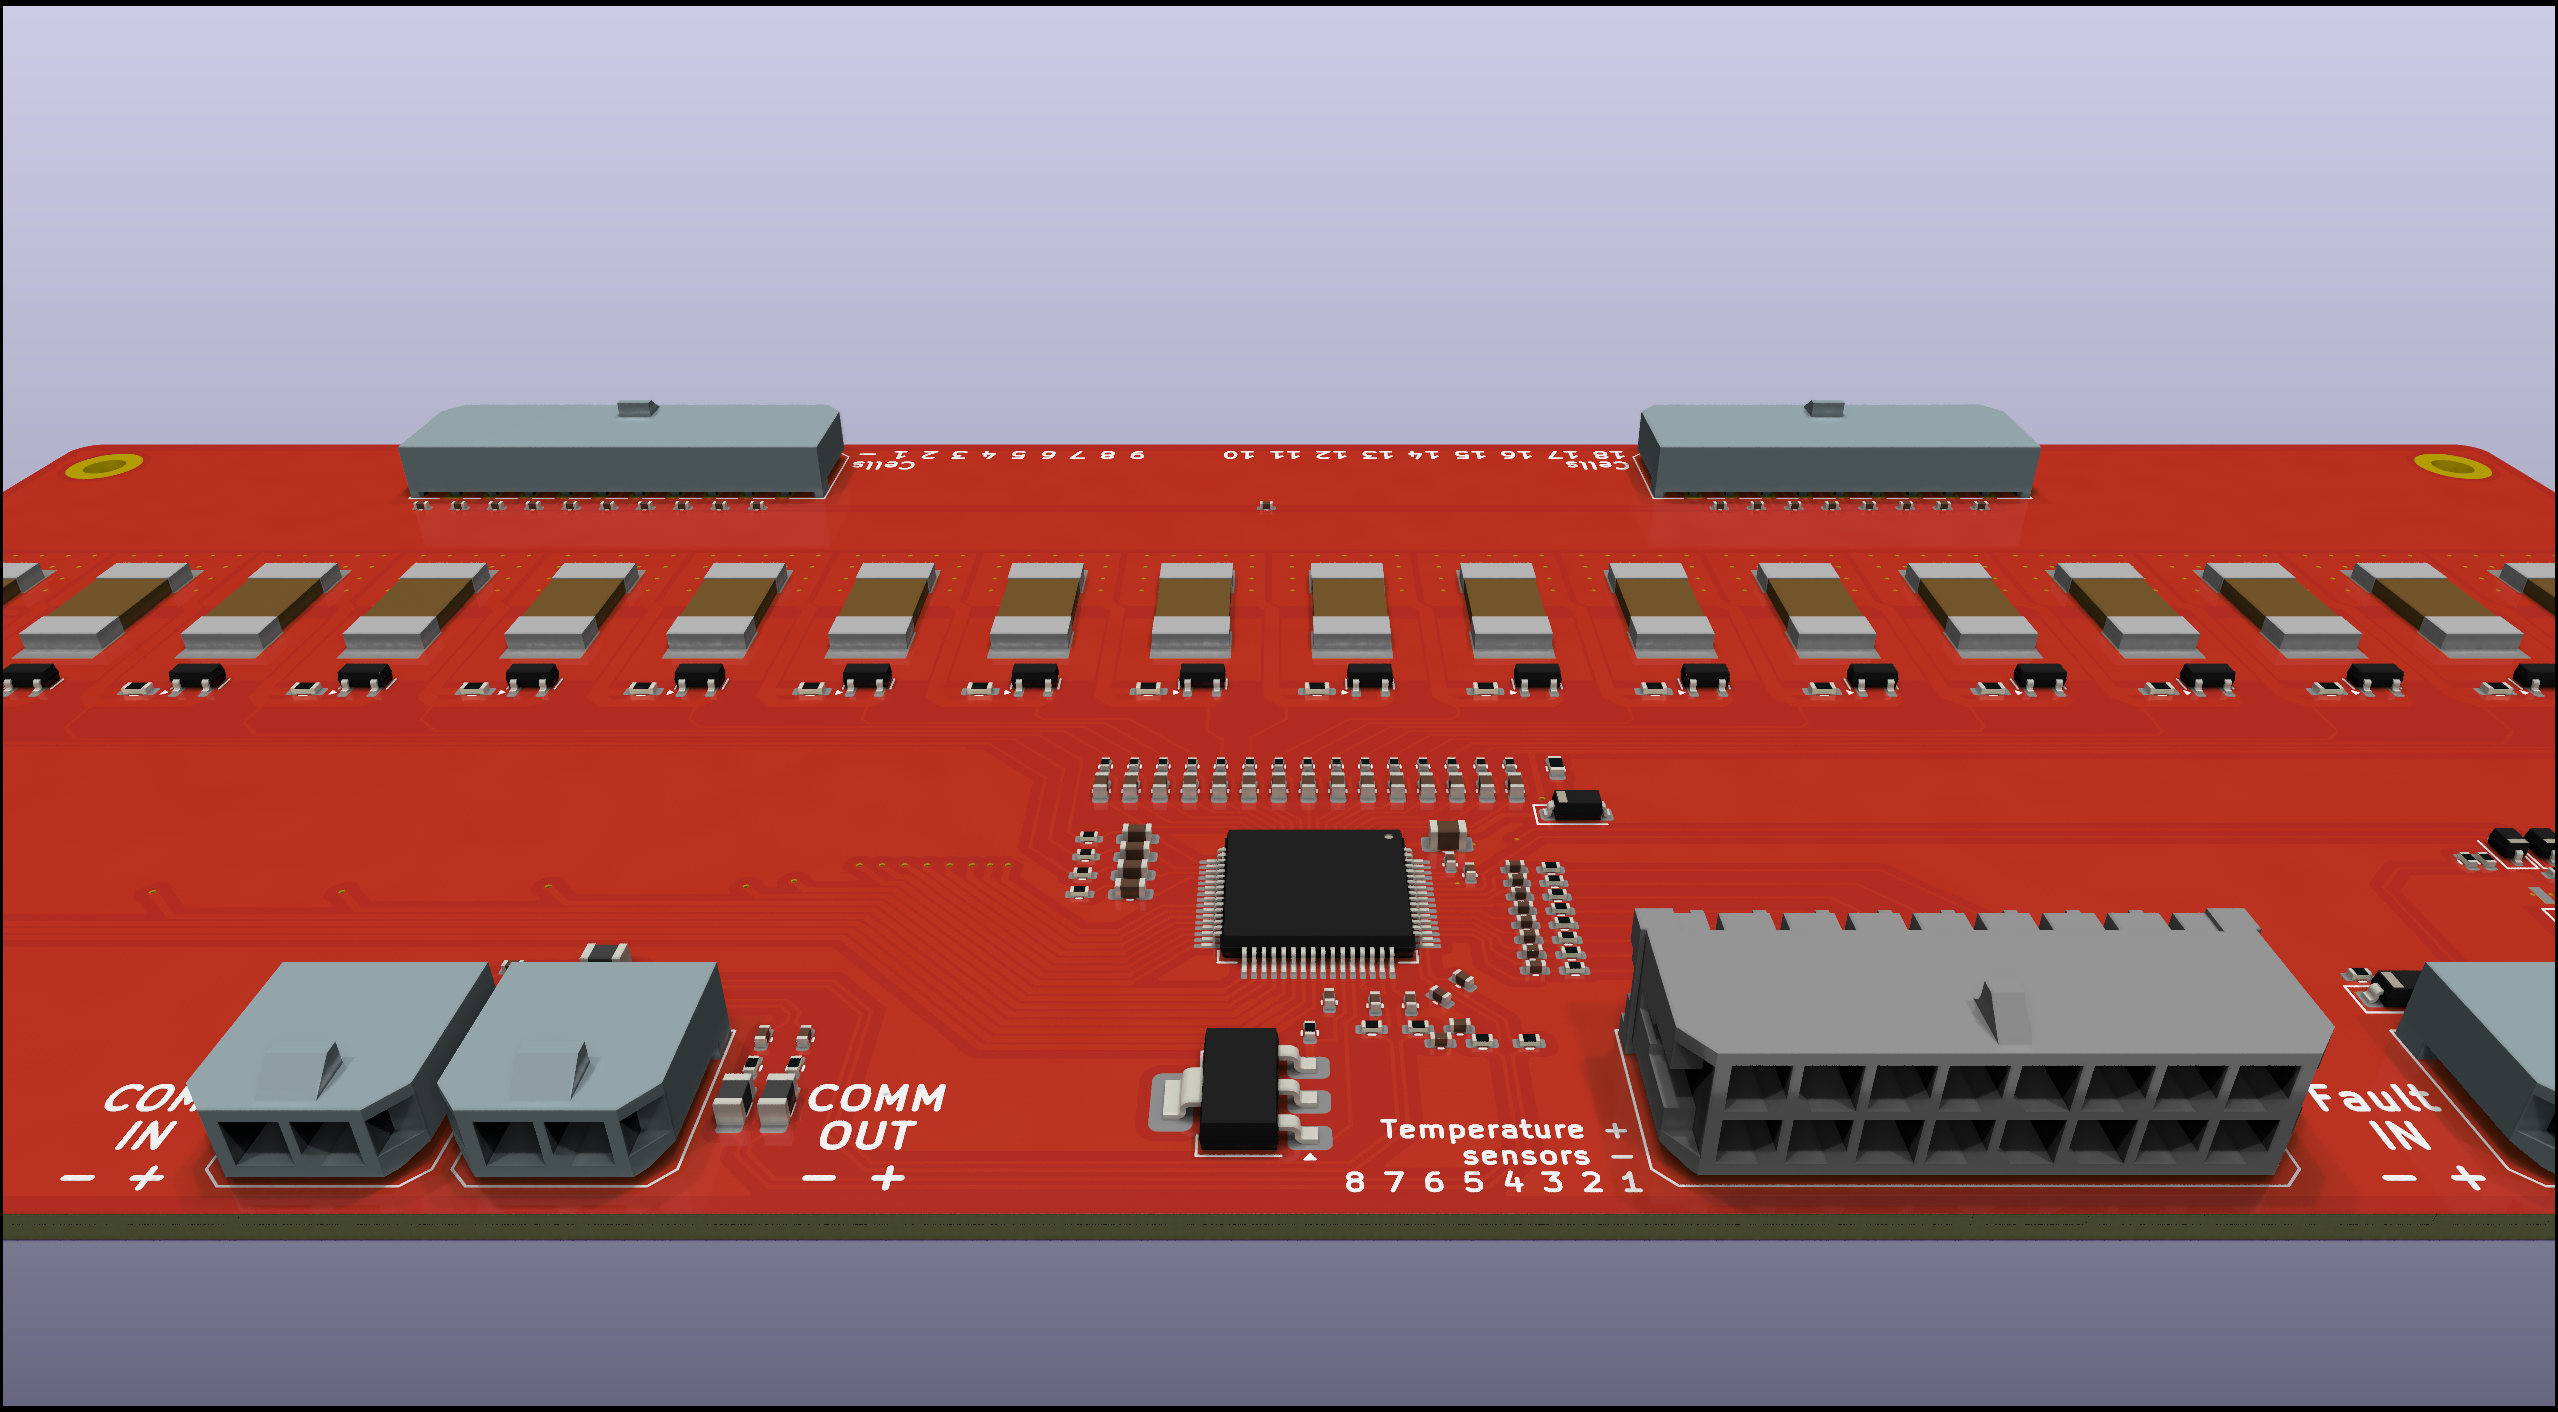 - 1 2 3 4 5 6 7 8 9
Cells
10 11 12 13 14 15 16 17 18
Cells
COM
IN
- +
COMM
OUT
- +
Temperature +
sensors -
8 7 6 5 4 3 2 1
Fault
IN
- +